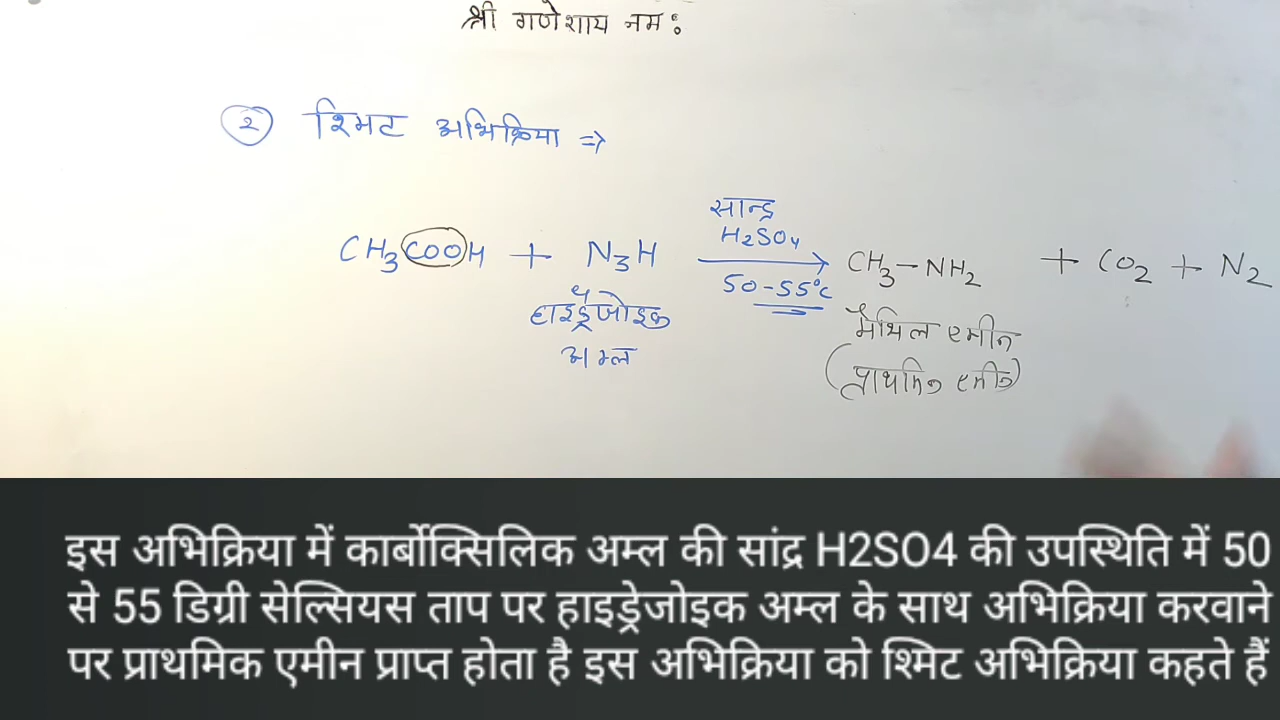 श्री गणेशाय नमः
2 श्मिट अभिक्रिया ⇒
CH3COOH + N3H सान्द्र H2SO4 50-55°C CH3-NH2 + CO2 + N2
हाइड्रेजोइक
अम्ल
मैथिल एमीन
(प्राथमिक एमीन)
इस अभिक्रिया में कार्बोक्सिलिक अम्ल की सांद्र H2SO4 की उपस्थिति में 50
से 55 डिग्री सेल्सियस ताप पर हाइड्रेजोइक अम्ल के साथ अभिक्रिया करवाने
पर प्राथमिक एमीन प्राप्त होता है इस अभिक्रिया को श्मिट अभिक्रिया कहते हैं